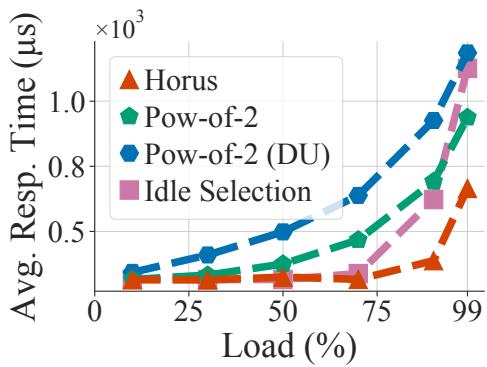 ×10³
Avg. Resp. Time (μs)
1.0
0.8
0.5
Horus
Pow-of-2
Pow-of-2 (DU)
Idle Selection
0 25 50 75 99
Load (%)